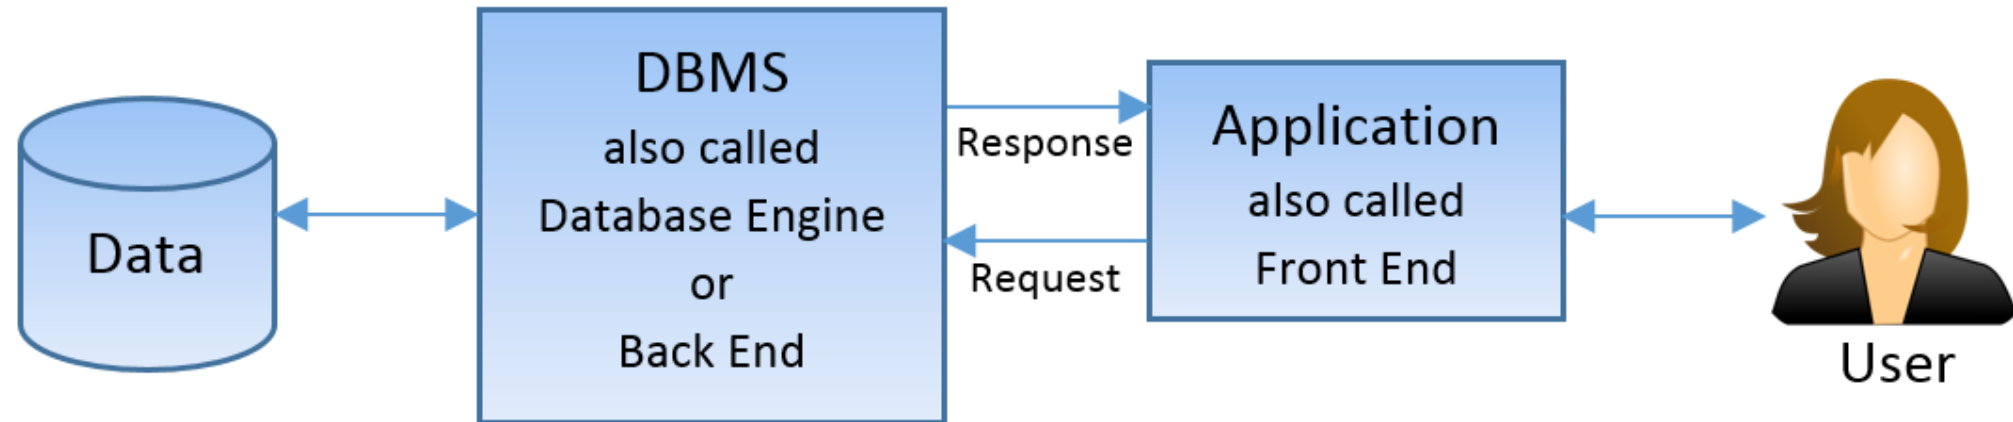 Data
DBMS
also called
Database Engine
or
Back End
Response
Request
Application
also called
Front End
User